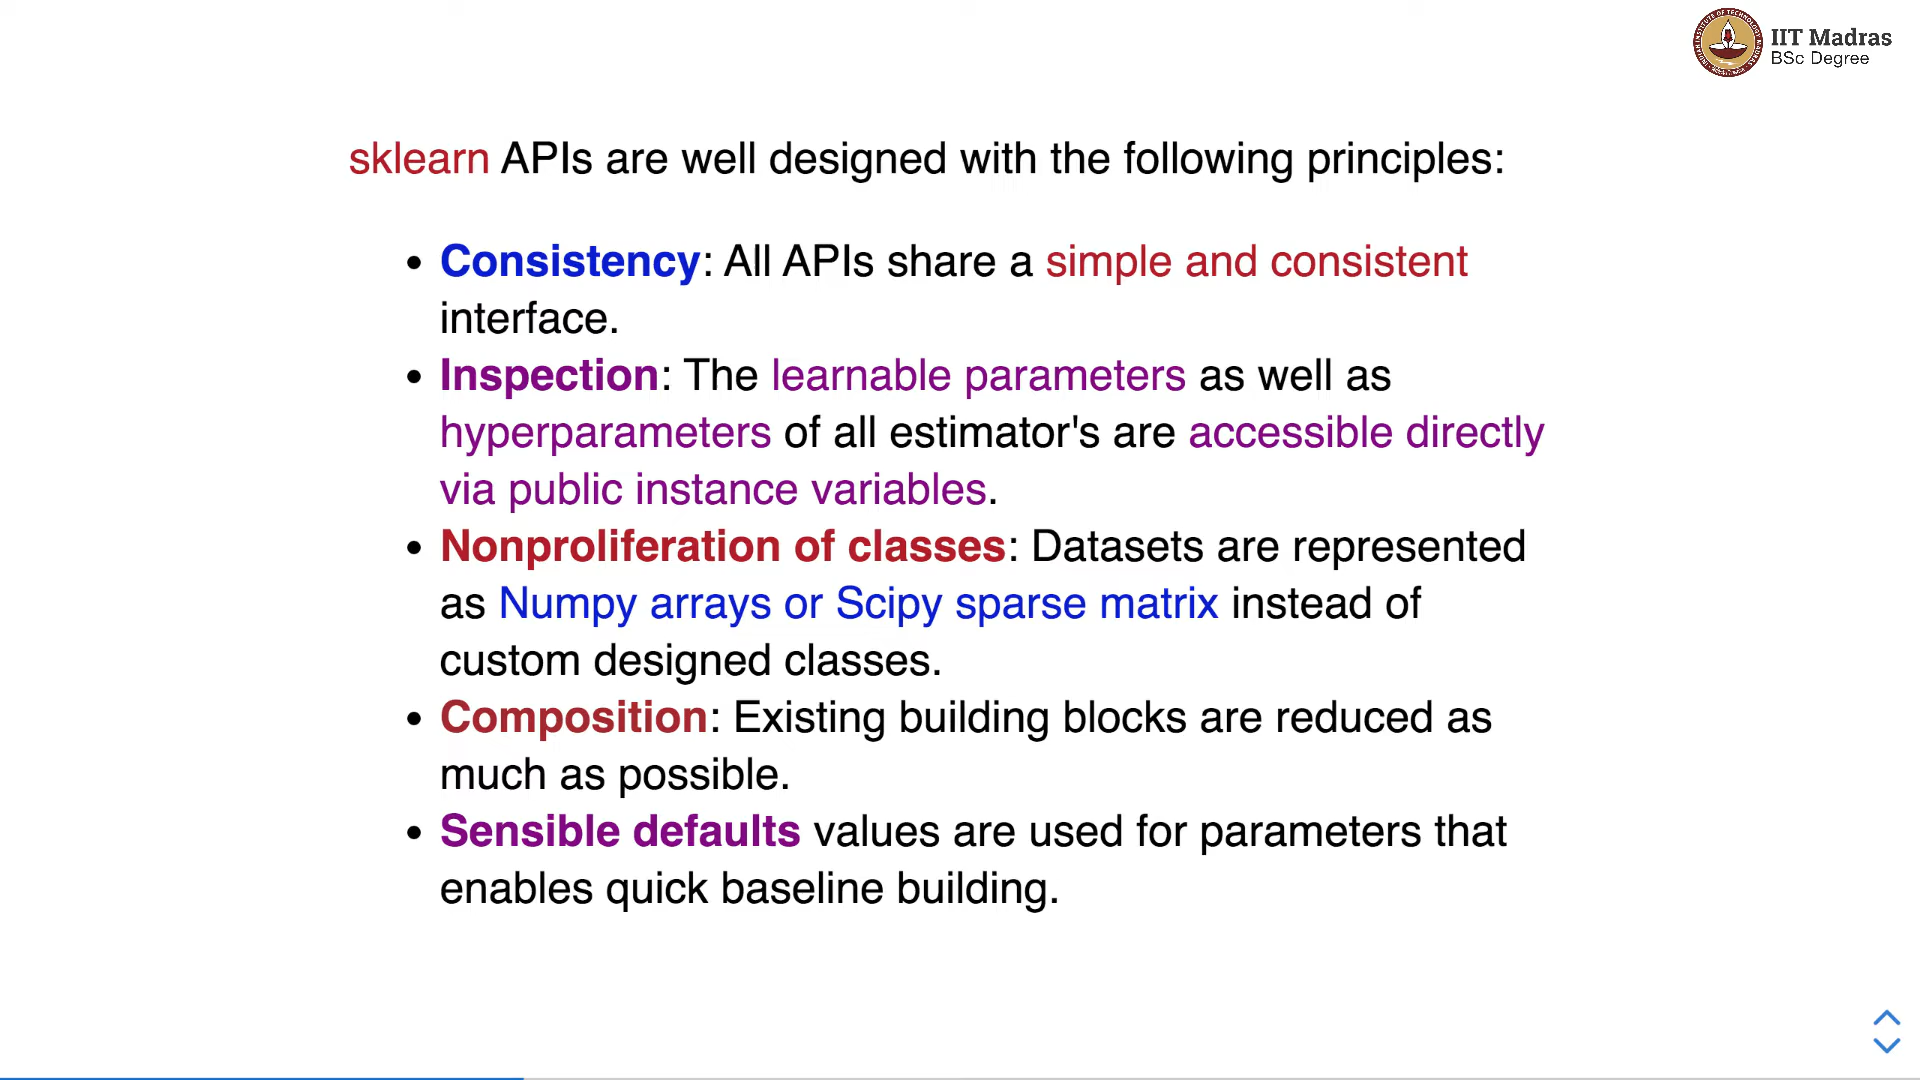 IIT Madras
BSc Degree
sklearn APIs are well designed with the following principles:
• Consistency: All APIs share a simple and consistent
interface.
• Inspection: The learnable parameters as well as
hyperparameters of all estimator's are accessible directly
via public instance variables.
• Nonproliferation of classes: Datasets are represented
as Numpy arrays or Scipy sparse matrix instead of
custom designed classes.
• Composition: Existing building blocks are reduced as
much as possible.
• Sensible defaults values are used for parameters that
enables quick baseline building.